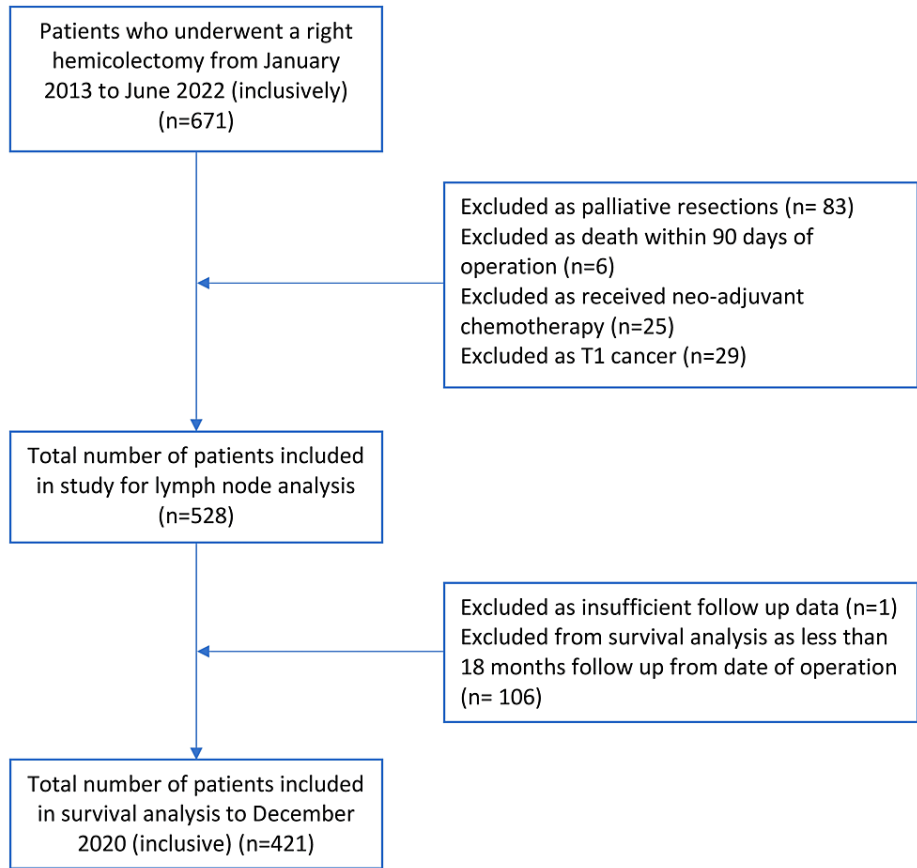 Patients who underwent a right
hemicolectomy from January
2013 to June 2022 (inclusively)
(n=671)
Excluded as palliative resections (n= 83)
Excluded as death within 90 days of
operation (n=6)
Excluded as received neo-adjuvant
chemotherapy (n=25)
Excluded as T1 cancer (n=29)
Total number of patients included
in study for lymph node analysis
(n=528)
Excluded as insufficient follow up data (n=1)
Excluded from survival analysis as less than
18 months follow up from date of operation
(n= 106)
Total number of patients included
in survival analysis to December
2020 (inclusive) (n=421)